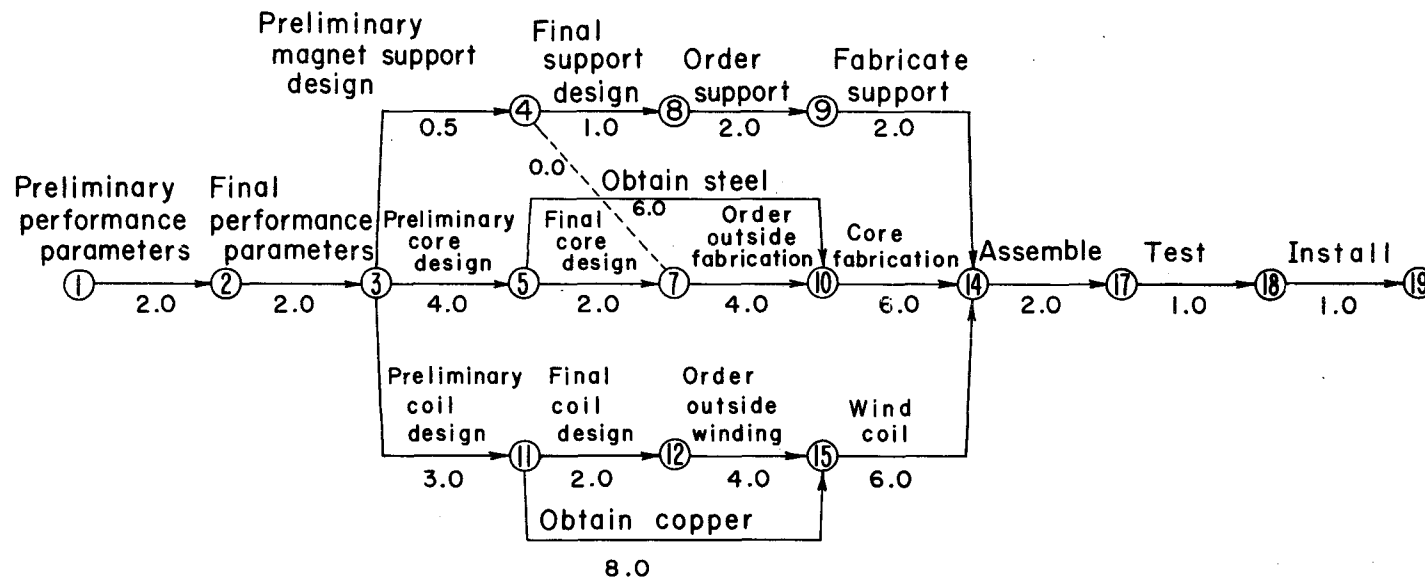 Preliminary
magnet support
design
Final
support
design
Order
support
Fabricate
support
4
8
9
0.5
1.0
2.0
2.0
0.0
Obtain steel
6.0
Preliminary
performance
parameters
Final
performance
parameters
Preliminary
core
design
Final
core
design
Order
outside
fabrication
Core
fabrication
Assemble
Test
Install
1
2
3
5
7
10
14
17
18
19
2.0
2.0
4.0
2.0
4.0
6.0
2.0
1.0
1.0
Preliminary
coil
design
Final
coil
design
Order
outside
winding
Wind
coil
11
12
15
3.0
2.0
4.0
6.0
Obtain copper
8.0